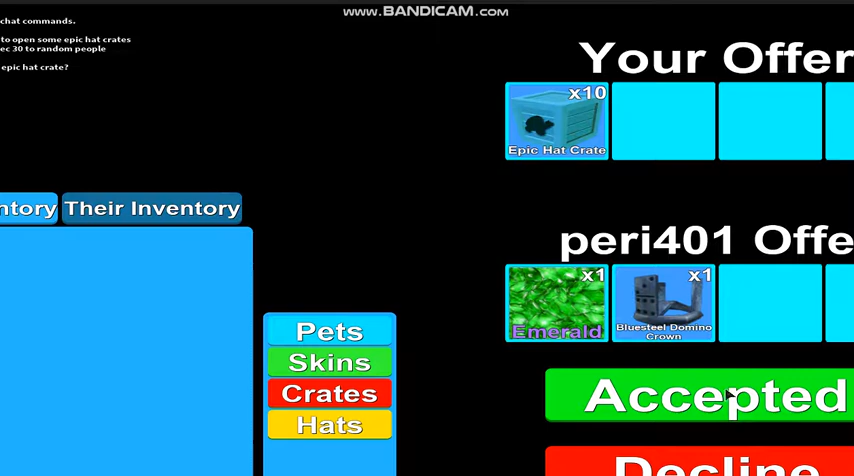 www.BANDICAM.com
chat commands.
to open some epic hat crates
ec 30 to random people
epic hat crate?
Your Offer
x10
Epic Hat Crate
ntory
Their Inventory
peri401 Offe
x1
Emerald
x1
Bluesteel Domino
Crown
Pets
Skins
Crates
Hats
Accepted
Decline